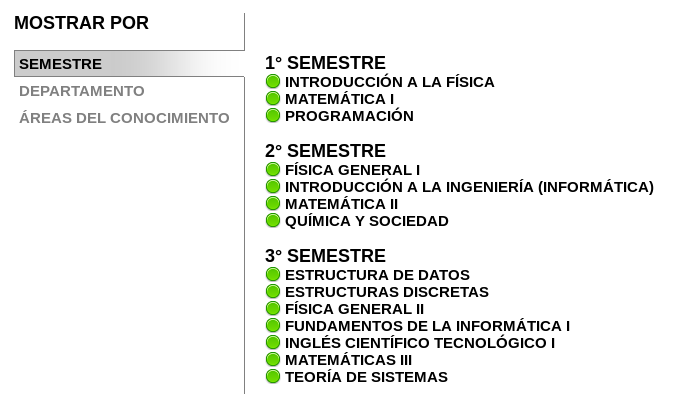 MOSTRAR POR
SEMESTRE
DEPARTAMENTO
ÁREAS DEL CONOCIMIENTO
1° SEMESTRE
INTRODUCCIÓN A LA FÍSICA
MATEMÁTICA I
PROGRAMACIÓN
2° SEMESTRE
FÍSICA GENERAL I
INTRODUCCIÓN A LA INGENIERÍA (INFORMÁTICA)
MATEMÁTICA II
QUÍMICA Y SOCIEDAD
3° SEMESTRE
ESTRUCTURA DE DATOS
ESTRUCTURAS DISCRETAS
FÍSICA GENERAL II
FUNDAMENTOS DE LA INFORMÁTICA I
INGLÉS CIENTÍFICO TECNOLÓGICO I
MATEMÁTICAS III
TEORÍA DE SISTEMAS